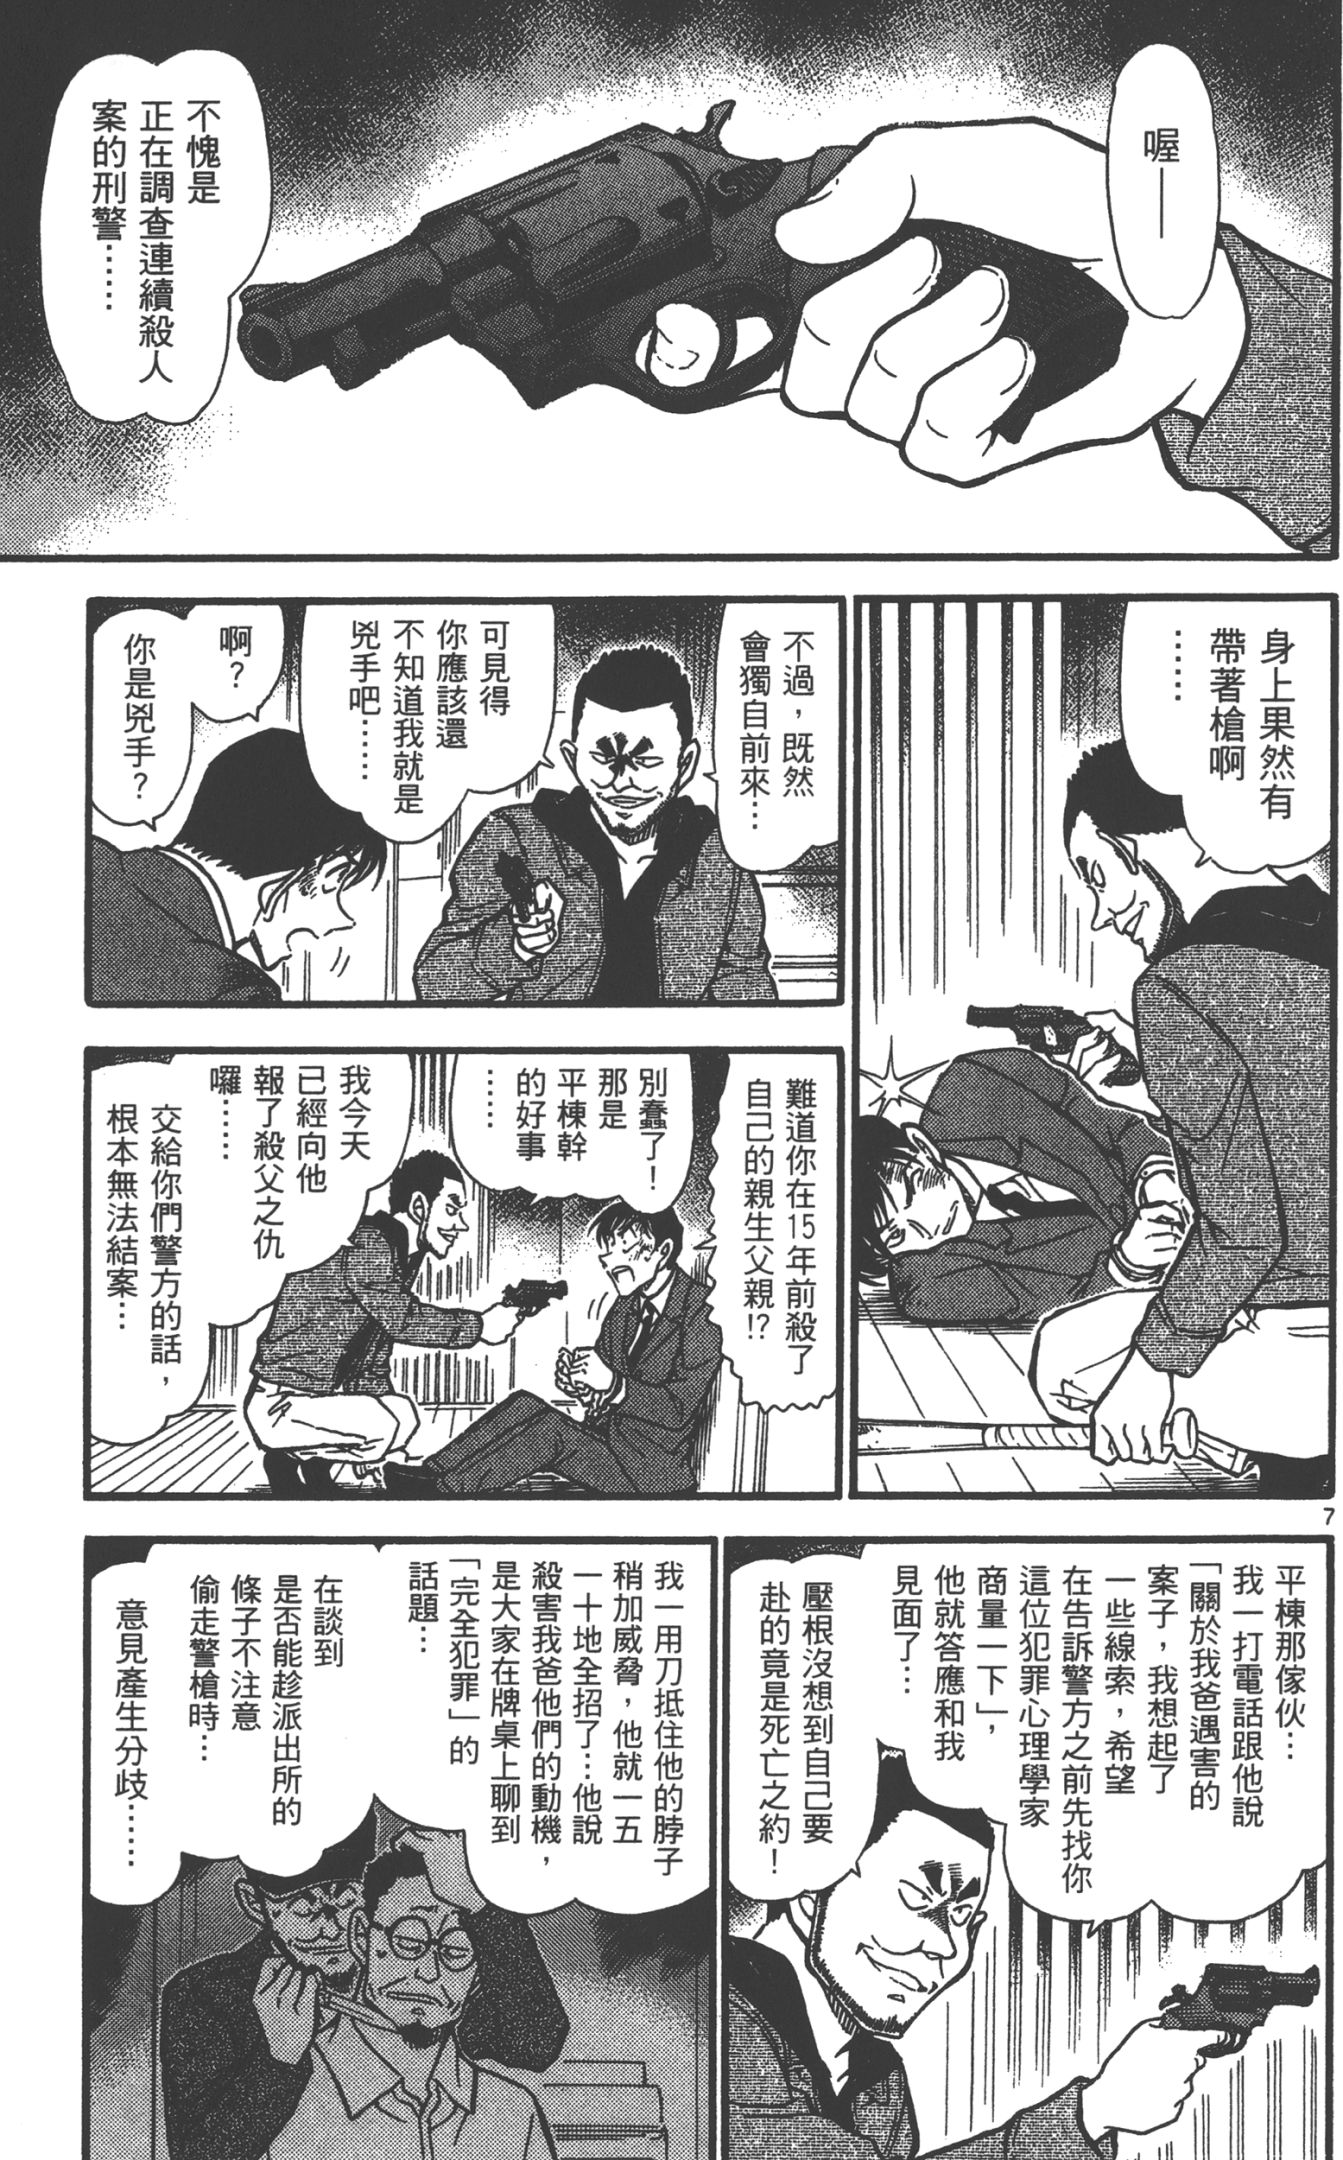 喔——
不愧是
正在調查連續殺人
案的刑警……
身上果然有
帶著槍啊
……
不過，既然
會獨自前來…
可見得
你應該還
不知道我就是
兇手吧……
啊？
你是兇手？
難道你在15年前殺了
自己的親生父親!?
別蠢了！
那是
平棟幹
的好事
……
我今天
已經向他
報了殺父之仇
囉……
交給你們警方的話，
根本無法結案…
7
平棟那傢伙…
我一打電話跟他說
「關於我爸遇害的
案子，我想起了
一些線索，希望
在告訴警方之前先找你
這位犯罪心理學家
商量一下」，
他就答應和我
見面了…
壓根沒想到自己要
赴的竟是死亡之約！
我一用刀抵住他的脖子
稍加威脅，他就一五
一十地全招了…他說
殺害我爸他們的動機，
是大家在牌桌上聊到
「完全犯罪」的
話題…
在談到
是否能趁派出所的
條子不注意
偷走警槍時…
意見產生分歧……